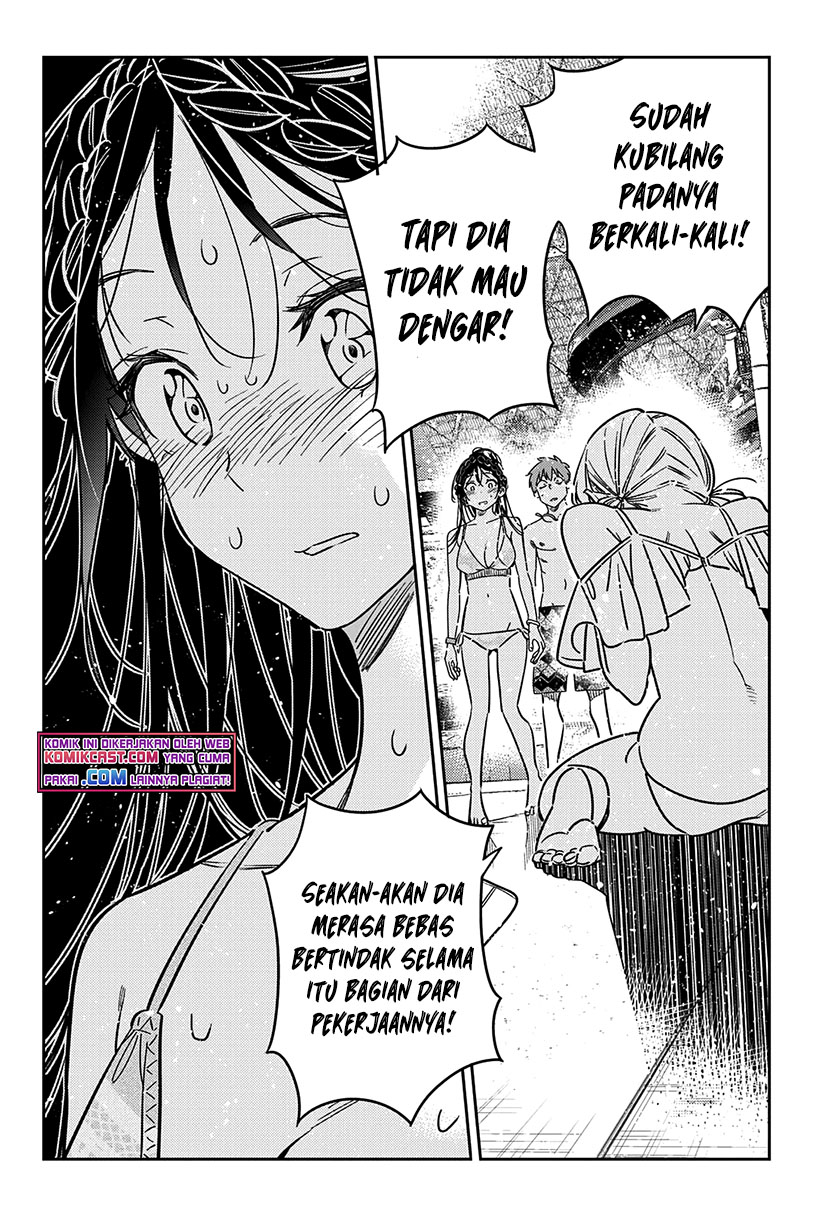 SUDAH
KUBILANG
PADANYA
BERKALI-KALI!
TAPI DIA
TIDAK MAU
DENGAR!
KOMIK INI DIKERJAKAN OLEH WEB
KOMIKCAST.COM YANG CUMA
PAKAI .COM LAINNYA PLAGIAT!
SEAKAN-AKAN DIA
MERASA BEBAS
BERTINDAK SELAMA
ITU BAGIAN DARI
PEKERJAANNYA!